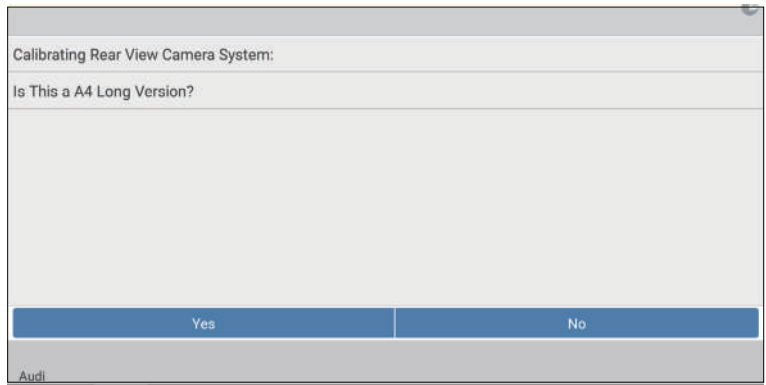 Calibrating Rear View Camera System:
Is This a A4 Long Version?
Yes No
Audi